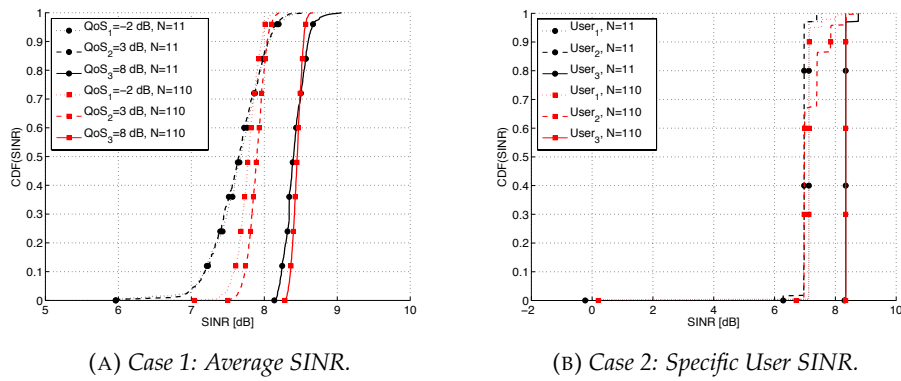 1
0.9
0.8
0.7
0.6
0.5
0.4
0.3
0.2
0.1
0
CDF(SINR)
QoS₁=−2 dB, N=11
QoS₂=3 dB, N=11
QoS₃=8 dB, N=11
QoS₁=−2 dB, N=110
QoS₂=3 dB, N=110
QoS₃=8 dB, N=110
5 6 7 8 9 10
SINR [dB]
(A) Case 1: Average SINR.
1
0.9
0.8
0.7
0.6
0.5
0.4
0.3
0.2
0.1
0
CDF(SINR)
User₁, N=11
User₂, N=11
User₃, N=11
User₁, N=110
User₂, N=110
User₃, N=110
−2 0 2 4 6 8 10
SINR [dB]
(B) Case 2: Specific User SINR.